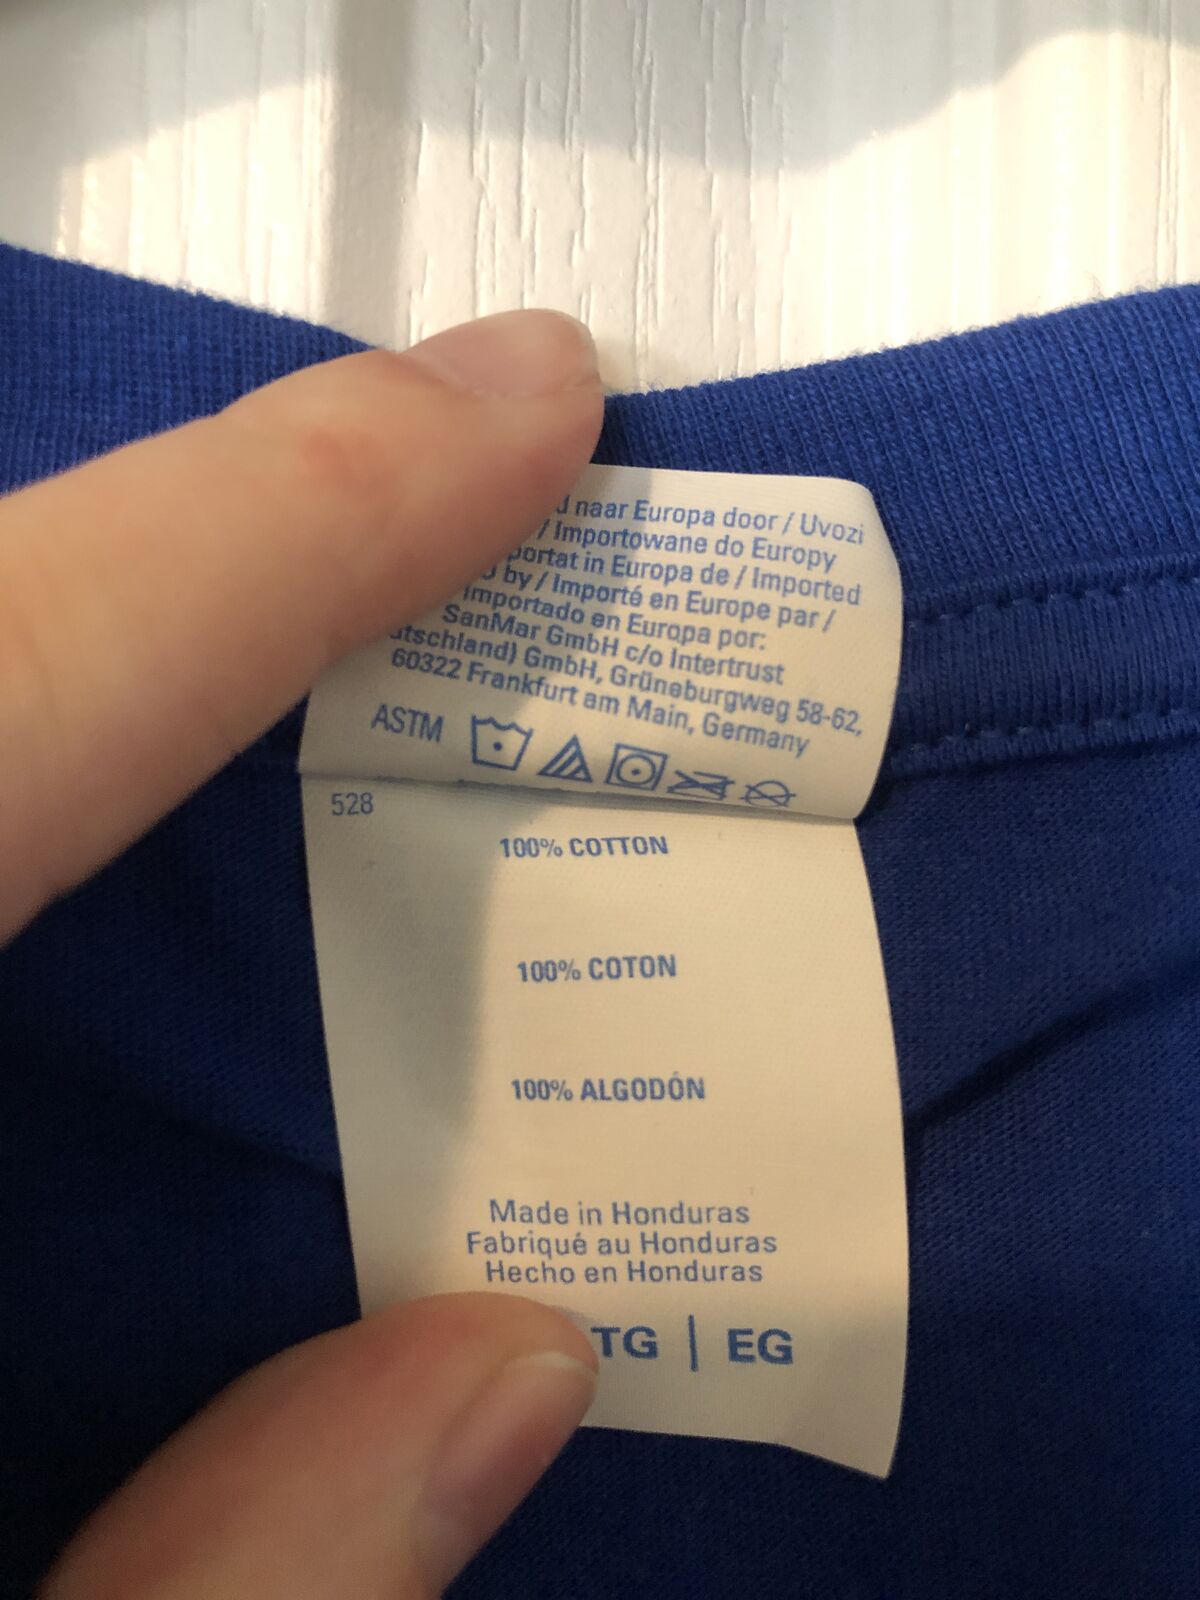 naar Europa door / Uvozi
/ Importowane do Europy
in Europa de / Imported
by / Importé en Europe par /
Importado en Europa por:
SanMar GmbH c/o Intertrust
GmbH, Grüneburgweg 58-62,
60322 Frankfurt am Main, Germany
ASTM
528
100% COTTON
100% COTON
100% ALGODÓN
Made in Honduras
Fabriqué au Honduras
Hecho en Honduras
TG | EG